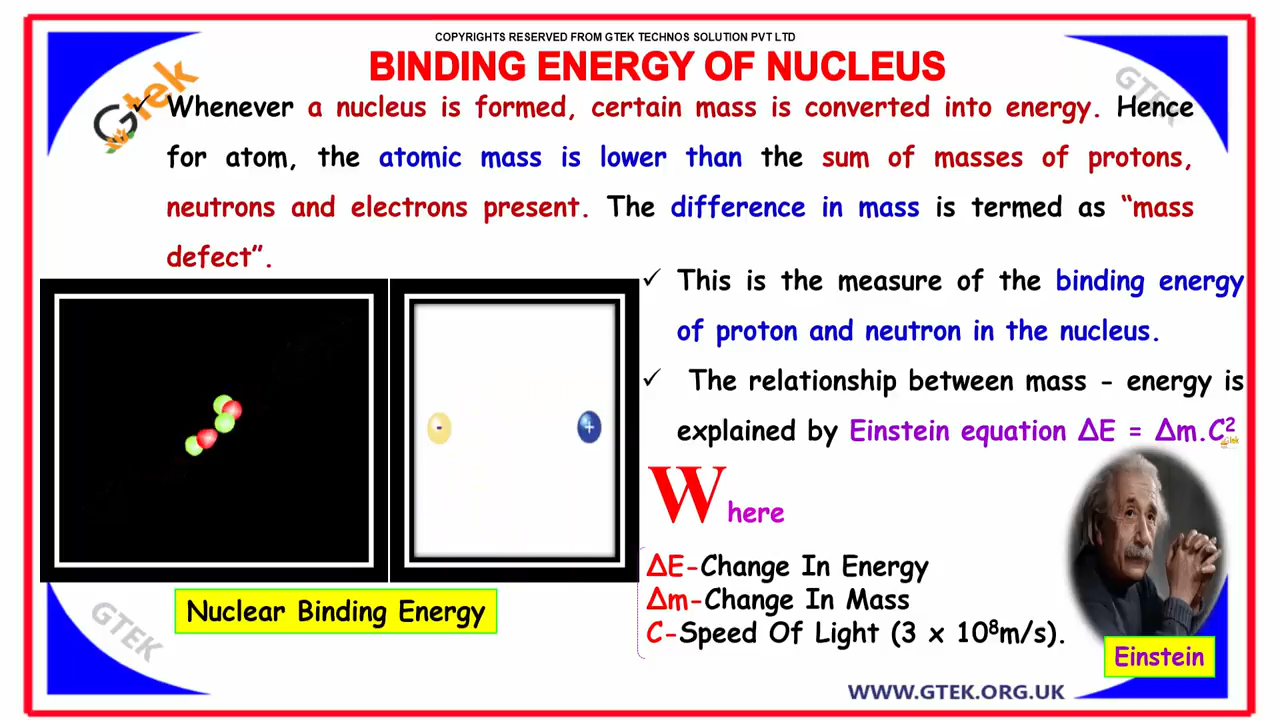 COPYRIGHTS RESERVED FROM GTEK TECHNOS SOLUTION PVT LTD
BINDING ENERGY OF NUCLEUS
Gtek
GTEK
✓ Whenever a nucleus is formed, certain mass is converted into energy. Hence
for atom, the atomic mass is lower than the sum of masses of protons,
neutrons and electrons present. The difference in mass is termed as “mass
defect”.
✓ This is the measure of the binding energy
of proton and neutron in the nucleus.
✓ The relationship between mass - energy is
explained by Einstein equation ΔE = Δm.C²
- +
Where
ΔE-Change In Energy
Δm-Change In Mass
C-Speed Of Light (3 x 10⁸m/s).
Nuclear Binding Energy
GTEK
Einstein
WWW.GTEK.ORG.UK